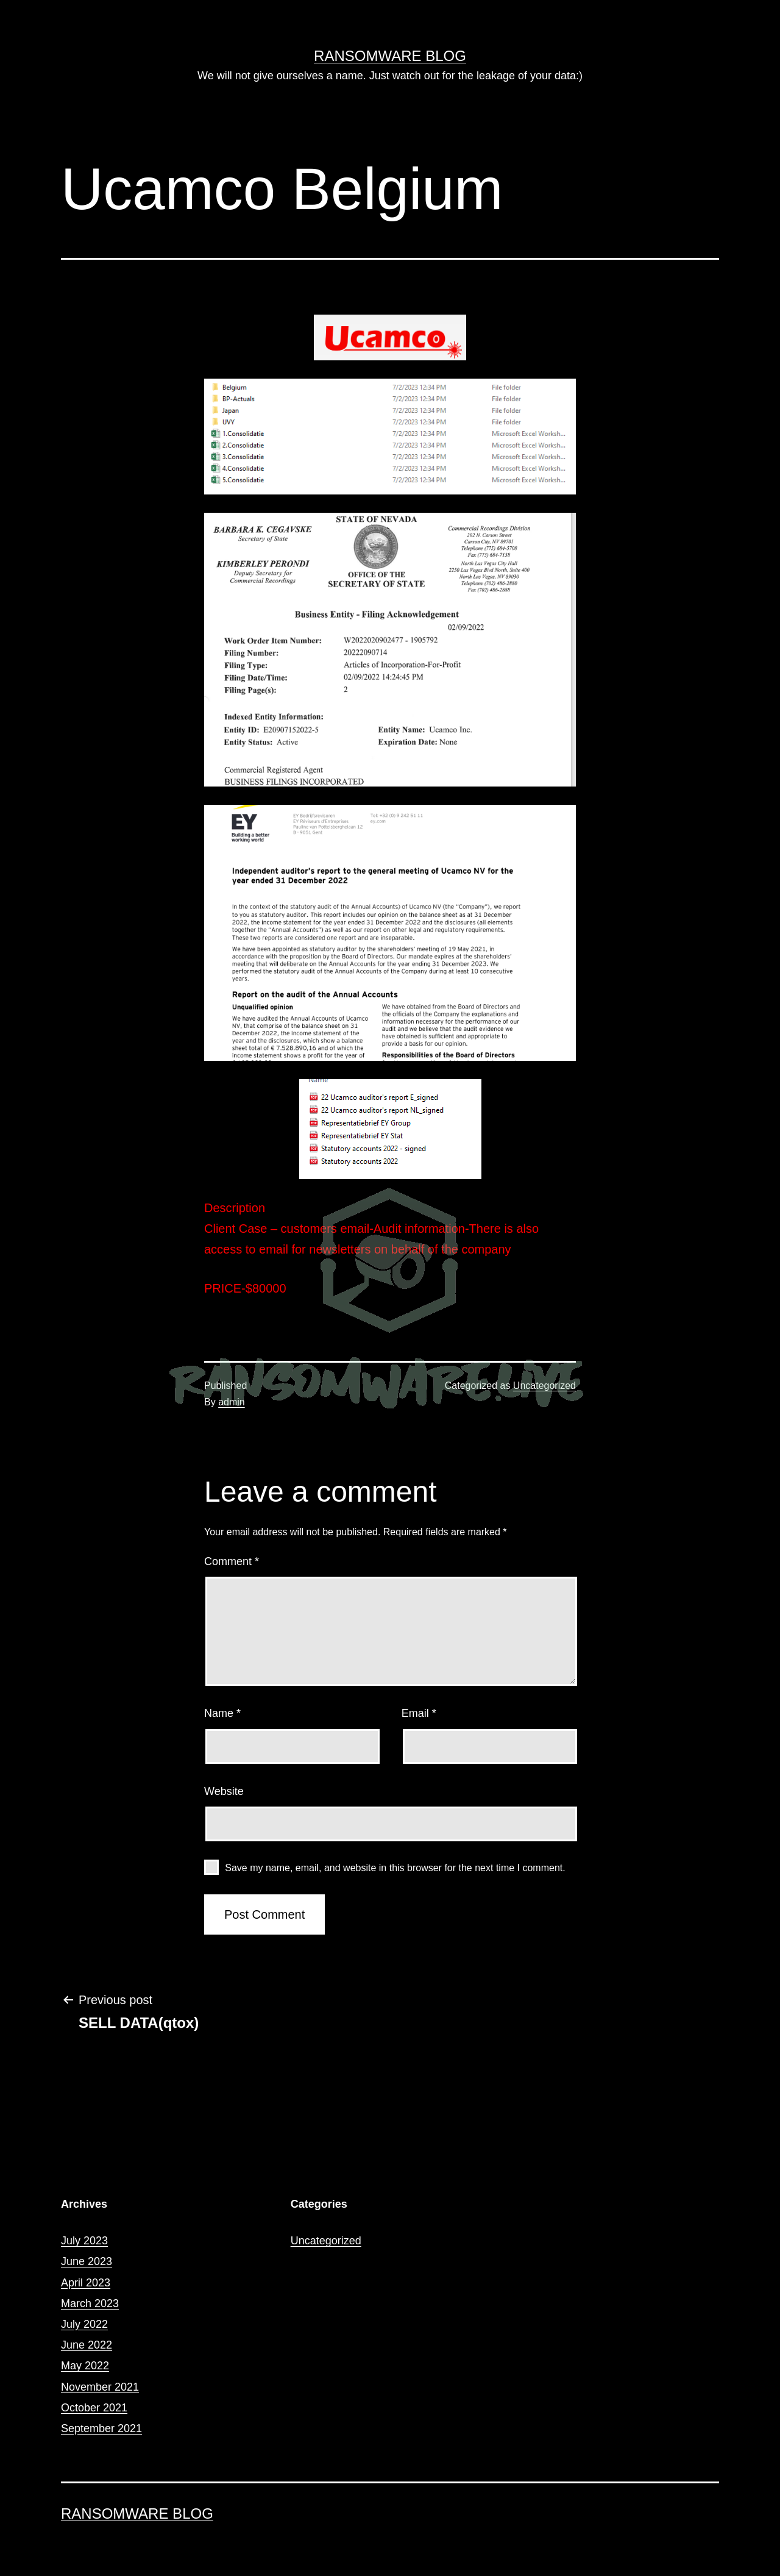 RANSOMWARE BLOG
We will not give ourselves a name. Just watch out for the leakage of your data:)
Ucamco Belgium
Ucamco
Belgium 7/2/2023 12:34 PM File folder
BP-Actuals 7/2/2023 12:34 PM File folder
Japan 7/2/2023 12:34 PM File folder
UVY 7/2/2023 12:34 PM File folder
1.Consolidatie 7/2/2023 12:34 PM Microsoft Excel Worksh...
2.Consolidatie 7/2/2023 12:34 PM Microsoft Excel Worksh...
3.Consolidatie 7/2/2023 12:34 PM Microsoft Excel Worksh...
4.Consolidatie 7/2/2023 12:34 PM Microsoft Excel Worksh...
5.Consolidatie 7/2/2023 12:34 PM Microsoft Excel Worksh...
BARBARA K. CEGAVSKE
Secretary of State
KIMBERLEY PERONDI
Deputy Secretary for
Commercial Recordings
STATE OF NEVADA
OFFICE OF THE
SECRETARY OF STATE
Commercial Recordings Division
202 N. Carson Street
Carson City, NV 89701
Telephone (775) 684-5708
Fax (775) 684-7138
North Las Vegas City Hall
2250 Las Vegas Blvd North, Suite 400
North Las Vegas, NV 89030
Telephone (702) 486-2880
Fax (702) 486-2888
Business Entity - Filing Acknowledgement
02/09/2022
Work Order Item Number: W2022020902477 - 1905792
Filing Number: 20222090714
Filing Type: Articles of Incorporation-For-Profit
Filing Date/Time: 02/09/2022 14:24:45 PM
Filing Page(s): 2
Indexed Entity Information:
Entity ID: E20907152022-5 Entity Name: Ucamco Inc.
Entity Status: Active Expiration Date: None
Commercial Registered Agent
BUSINESS FILINGS INCORPORATED
EY
Building a better
working world
EY Bedrijfsrevisoren
EY Réviseurs d'Entreprises
Pauline van Pottelsberghelaan 12
B - 9051 Gent
Tel: +32 (0) 9 242 51 11
ey.com
Independent auditor's report to the general meeting of Ucamco NV for the
year ended 31 December 2022
In the context of the statutory audit of the Annual Accounts) of Ucamco NV (the "Company"), we report
to you as statutory auditor. This report includes our opinion on the balance sheet as at 31 December
2022, the income statement for the year ended 31 December 2022 and the disclosures (all elements
together the "Annual Accounts") as well as our report on other legal and regulatory requirements.
These two reports are considered one report and are inseparable.
We have been appointed as statutory auditor by the shareholders' meeting of 19 May 2021, in
accordance with the proposition by the Board of Directors. Our mandate expires at the shareholders'
meeting that will deliberate on the Annual Accounts for the year ending 31 December 2023. We
performed the statutory audit of the Annual Accounts of the Company during at least 10 consecutive
years.
Report on the audit of the Annual Accounts
Unqualified opinion
We have audited the Annual Accounts of Ucamco
NV, that comprise of the balance sheet on 31
December 2022, the income statement of the
year and the disclosures, which show a balance
sheet total of € 7.528.890,16 and of which the
income statement shows a profit for the year of
We have obtained from the Board of Directors and
the officials of the Company the explanations and
information necessary for the performance of our
audit and we believe that the audit evidence we
have obtained is sufficient and appropriate to
provide a basis for our opinion.
Responsibilities of the Board of Directors
Name
22 Ucamco auditor's report E_signed
22 Ucamco auditor's report NL_signed
Representatiebrief EY Group
Representatiebrief EY Stat
Statutory accounts 2022 - signed
Statutory accounts 2022
Description
Client Case – customers email-Audit information-There is also
access to email for newsletters on behalf of the company
PRICE-$80000
RANSOMWARE.LIVE
Published
By admin
Categorized as Uncategorized
Leave a comment
Your email address will not be published. Required fields are marked *
Comment *
Name * Email *
Website
Save my name, email, and website in this browser for the next time I comment.
Post Comment
Previous post
SELL DATA(qtox)
Archives
July 2023
June 2023
April 2023
March 2023
July 2022
June 2022
May 2022
November 2021
October 2021
September 2021
Categories
Uncategorized
RANSOMWARE BLOG